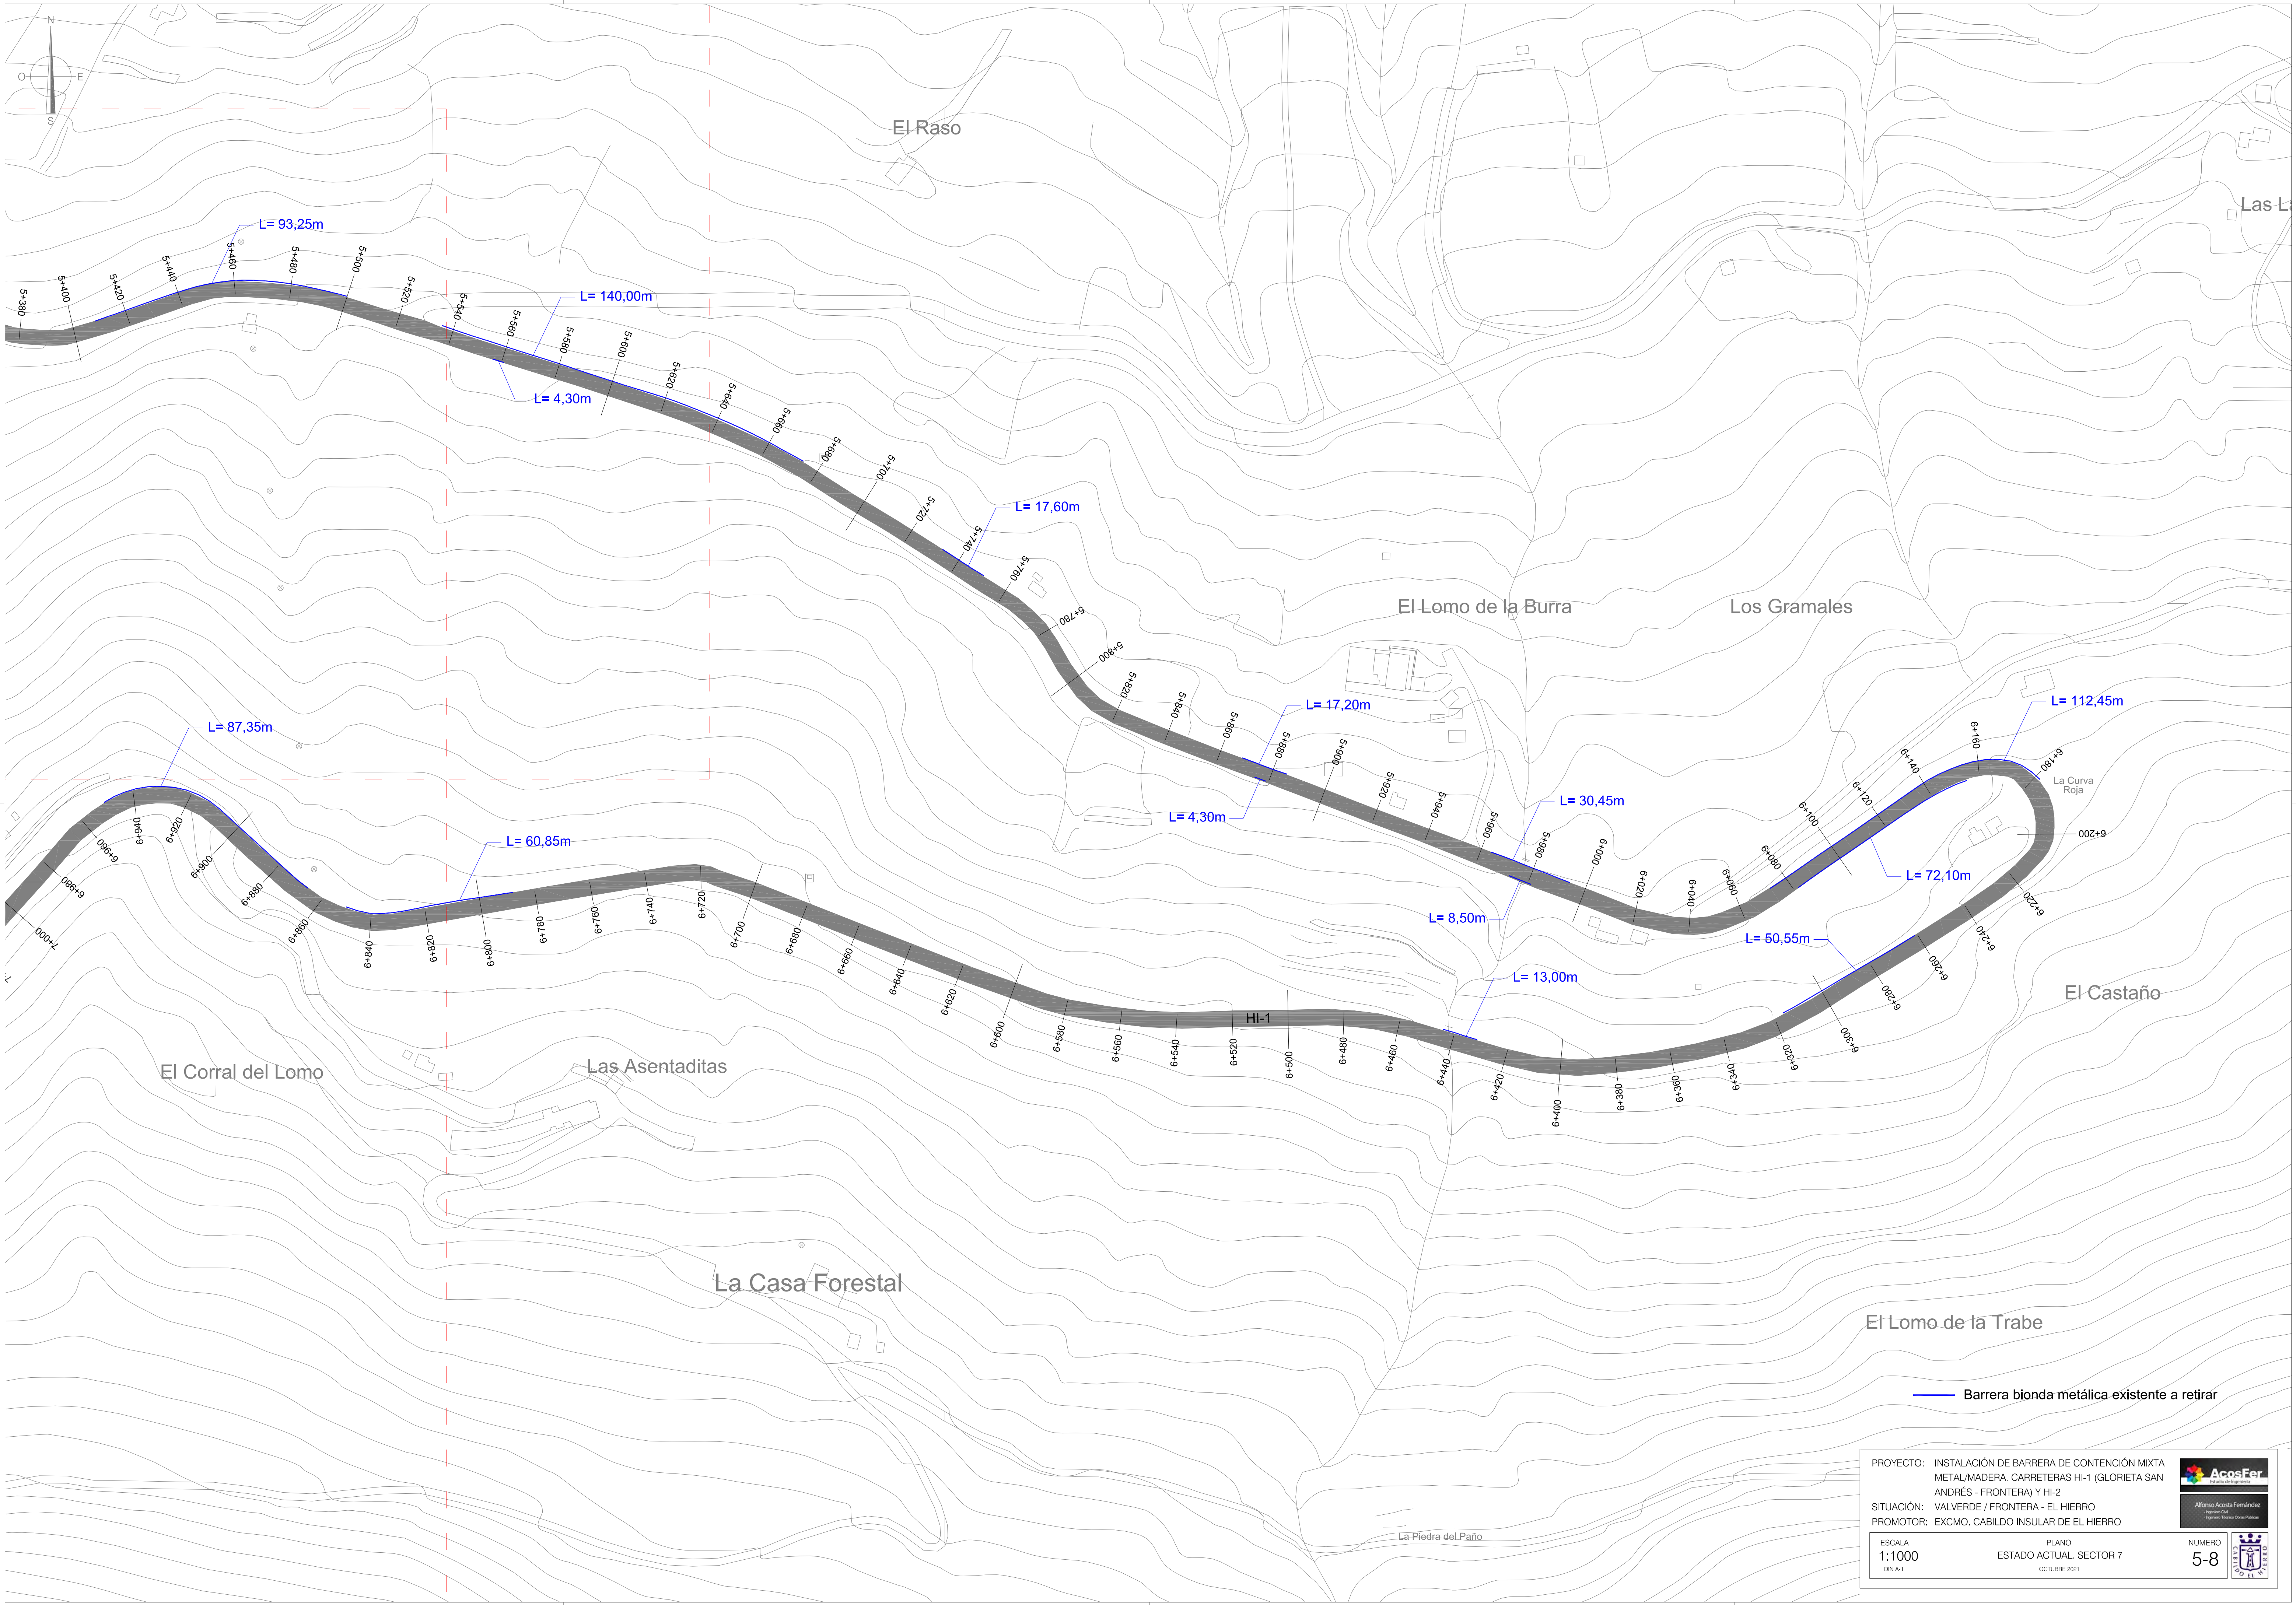 N
O
E
S
El Raso
Las La
L= 93,25m
L= 140,00m
L= 4,30m
5+380
5+400
5+420
5+440
5+460
5+480
5+500
5+520
5+540
5+560
5+580
5+600
5+620
5+640
5+660
5+680
5+700
5+720
5+740
5+760
5+780
5+800
5+820
5+840
5+860
5+880
5+900
5+920
5+940
5+960
5+980
6+000
6+020
6+040
6+060
6+080
6+100
6+120
6+140
6+160
6+180
6+200
6+220
6+240
6+260
6+280
6+300
6+320
6+340
6+360
6+380
6+400
6+420
6+440
6+460
6+480
6+500
6+520
6+540
6+560
6+580
6+600
6+620
6+640
6+660
6+680
6+700
6+720
6+740
6+760
6+780
6+800
6+820
6+840
6+860
6+880
6+900
6+920
6+940
6+960
6+980
7+000
L= 17,60m
El Lomo de la Burra
Los Gramales
L= 17,20m
L= 4,30m
L= 112,45m
La Curva
Roja
L= 30,45m
L= 8,50m
L= 72,10m
L= 50,55m
L= 87,35m
L= 60,85m
L= 13,00m
HI-1
El Castaño
El Corral del Lomo
Las Asentaditas
La Casa Forestal
El Lomo de la Trabe
La Piedra del Paño
Barrera bionda metálica existente a retirar
PROYECTO: INSTALACIÓN DE BARRERA DE CONTENCIÓN MIXTA
METAL/MADERA. CARRETERAS HI-1 (GLORIETA SAN
ANDRÉS - FRONTERA) Y HI-2
SITUACIÓN: VALVERDE / FRONTERA - EL HIERRO
PROMOTOR: EXCMO. CABILDO INSULAR DE EL HIERRO
AcosFer
Estudio de Ingeniería
Alfonso Acosta Fernández
- Ingeniero Civil
- Ingeniero Técnico Obras Públicas
ESCALA
1:1000
DIN A-1
PLANO
ESTADO ACTUAL. SECTOR 7
OCTUBRE 2021
NUMERO
5-8
CABILDO EL HIERRO